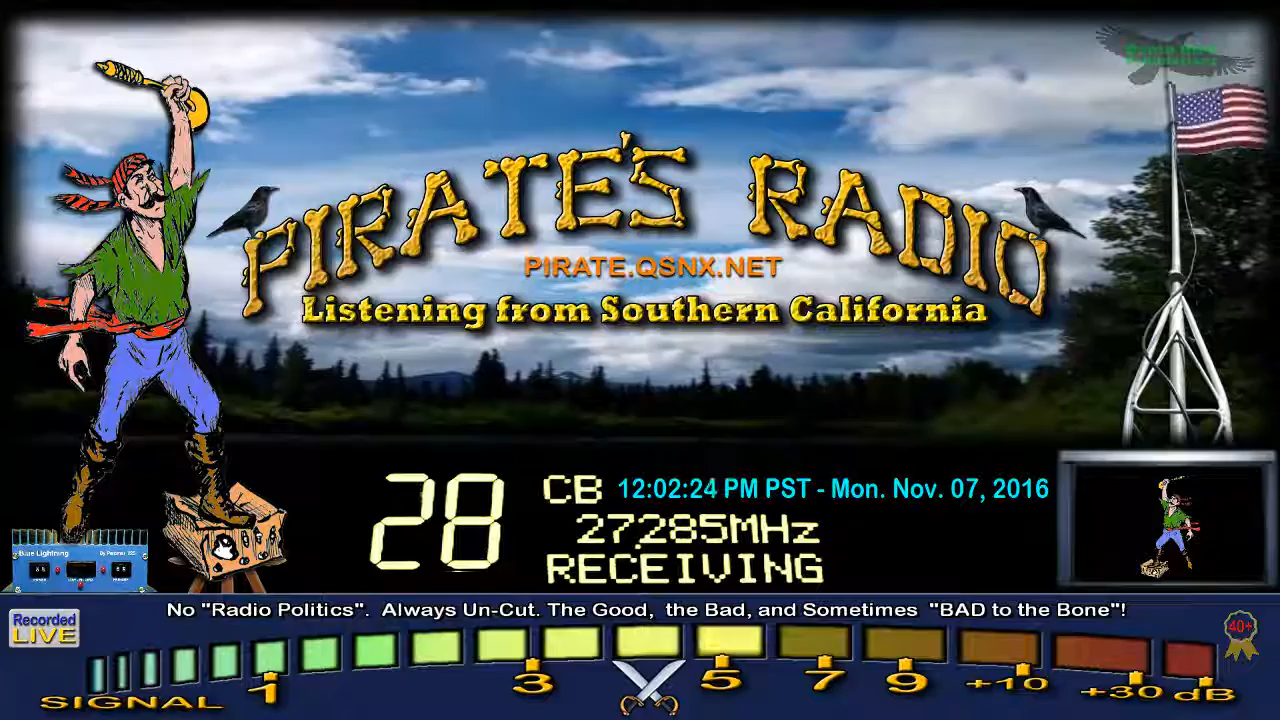 PIRATE'S RADIO
PIRATE.QSNX.NET
Listening from Southern California
28
CB 12:02:24 PM PST - Mon. Nov. 07, 2016
27.285MHz
RECEIVING
Blue Lightning
No "Radio Politics". Always Un-Cut. The Good, the Bad, and Sometimes "BAD to the Bone"!
Recorded
LIVE
40+
SIGNAL 1 3 5 7 9 +10 +30 dB